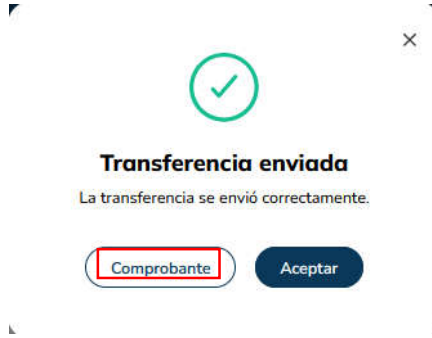 Transferencia enviada
La transferencia se envió correctamente.
Comprobante Aceptar